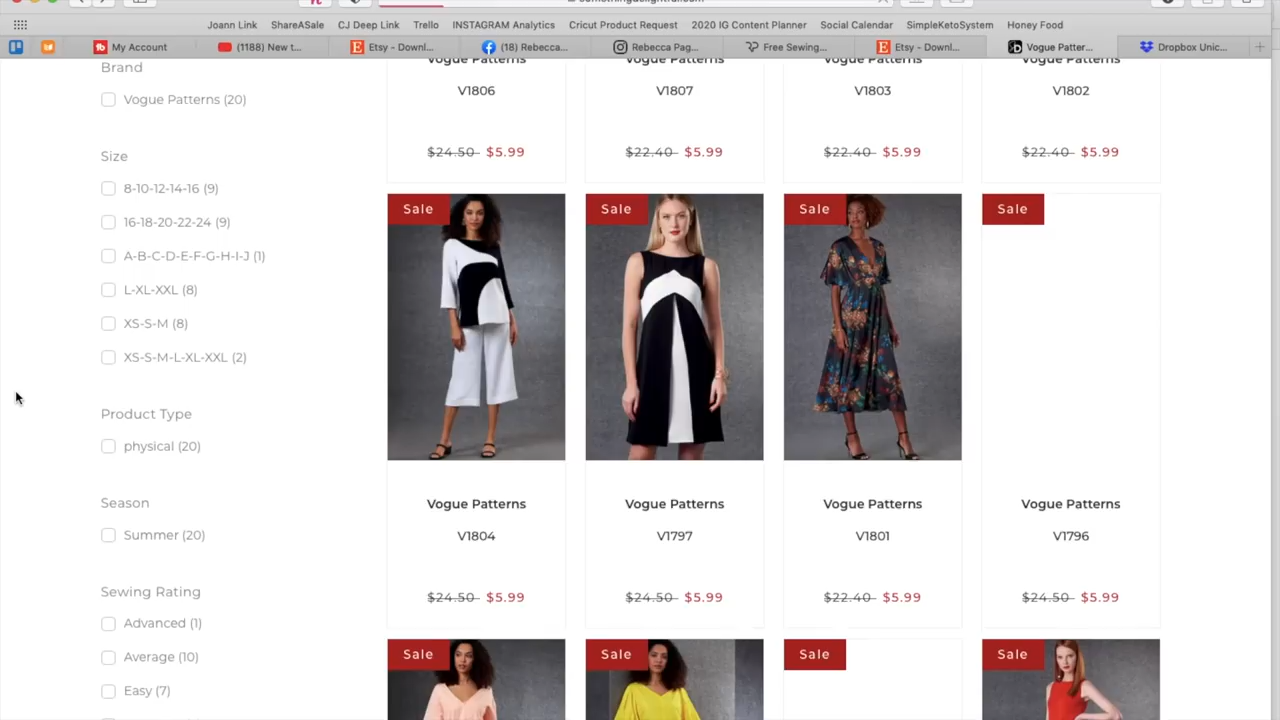 Joann Link ShareASale CJ Deep Link Trello INSTAGRAM Analytics Cricut Product Request 2020 IG Content Planner Social Calendar SimpleKetoSystem Honey Food
My Account (1188) New t... Etsy - Downl... (18) Rebecca... Rebecca Pag... Free Sewing... Etsy - Downl... Vogue Patter... Dropbox Unic...
Brand
Vogue Patterns (20)
Size
8-10-12-14-16 (9)
16-18-20-22-24 (9)
A-B-C-D-E-F-G-H-I-J (1)
L-XL-XXL (8)
XS-S-M (8)
XS-S-M-L-XL-XXL (2)
Product Type
physical (20)
Season
Summer (20)
Sewing Rating
Advanced (1)
Average (10)
Easy (7)
Vogue Patterns Vogue Patterns Vogue Patterns Vogue Patterns
V1806 V1807 V1803 V1802
$24.50 $5.99 $22.40 $5.99 $22.40 $5.99 $22.40 $5.99
Sale Sale Sale Sale
Vogue Patterns Vogue Patterns Vogue Patterns Vogue Patterns
V1804 V1797 V1801 V1796
$24.50 $5.99 $24.50 $5.99 $22.40 $5.99 $24.50 $5.99
Sale Sale Sale Sale